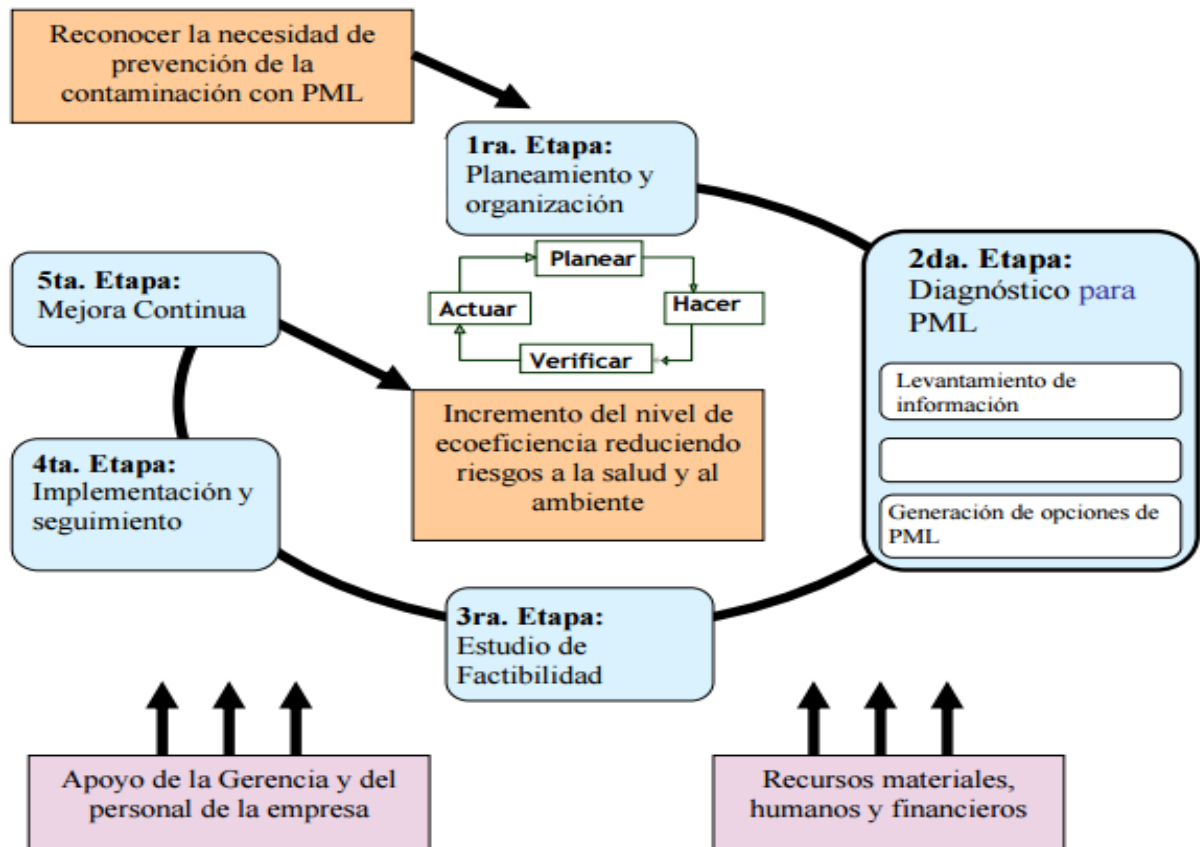 Reconocer la necesidad de
prevención de la
contaminación con PML
1ra. Etapa:
Planeamiento y
organización
2da. Etapa:
Diagnóstico para
PML
Levantamiento de
información
Generación de opciones de
PML
Planear
Hacer
Verificar
Actuar
5ta. Etapa:
Mejora Continua
Incremento del nivel de
ecoeficiencia reduciendo
riesgos a la salud y al
ambiente
4ta. Etapa:
Implementación y
seguimiento
3ra. Etapa:
Estudio de
Factibilidad
Apoyo de la Gerencia y del
personal de la empresa
Recursos materiales,
humanos y financieros